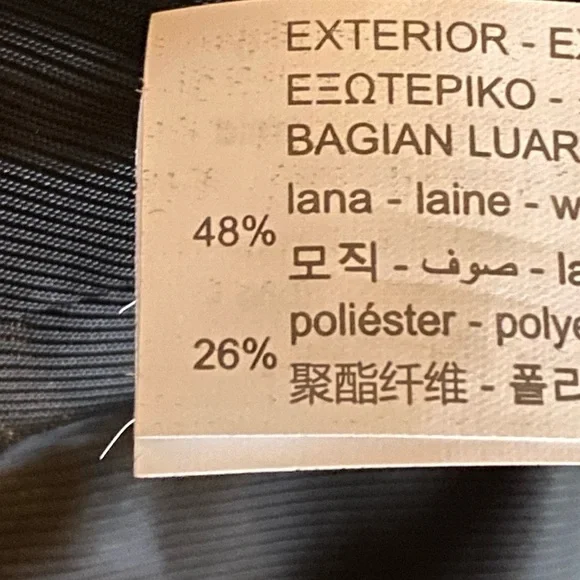 EXTERIOR - E
ΕΞΩΤΕΡΙΚΟ -
BAGIAN LUAR
lana - laine - w
48%
모직 - صوف - la
poliéster - polye
26%
聚酯纤维 - 폴리